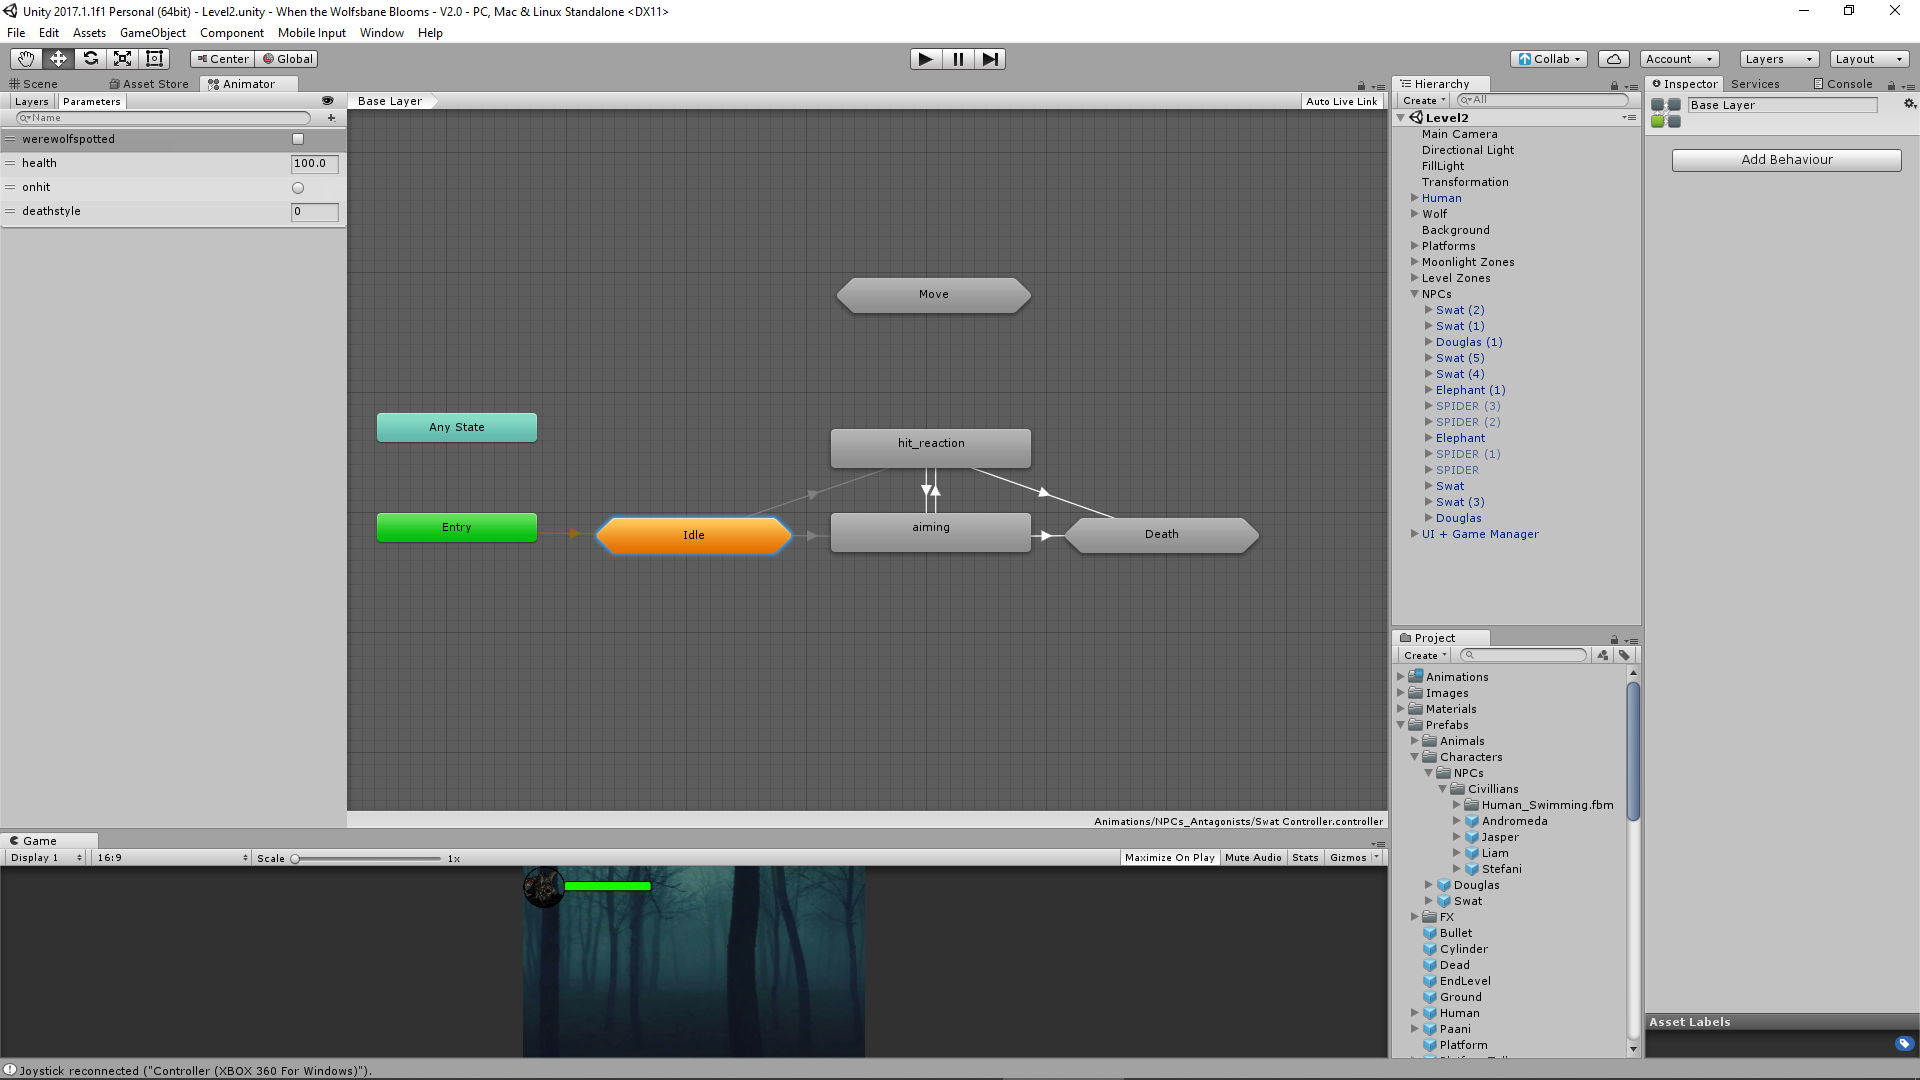 Unity 2017.1.1f1 Personal (64bit) - Level2.unity - When the Wolfsbane Blooms - V2.0 - PC, Mac & Linux Standalone <DX11>
File Edit Assets GameObject Component Mobile Input Window Help
Center Global Collab Account Layers Layout
Scene Asset Store Animator
Layers Parameters
Name
werewolfspotted
health 100.0
onhit
deathstyle 0
Base Layer
Auto Live Link
Move
Any State
hit_reaction
Entry
Idle
aiming
Death
Animations/NPCs_Antagonists/Swat Controller.controller
Game
Display 1 16:9 Scale 1x Maximize On Play Mute Audio Stats Gizmos
Hierarchy
Create All
Level2
Main Camera
Directional Light
FillLight
Transformation
Human
Wolf
Background
Platforms
Moonlight Zones
Level Zones
NPCs
Swat (2)
Swat (1)
Douglas (1)
Swat (5)
Swat (4)
Elephant (1)
SPIDER (3)
SPIDER (2)
Elephant
SPIDER (1)
SPIDER
Swat
Swat (3)
Douglas
UI + Game Manager
Project
Create
Animations
Images
Materials
Prefabs
Animals
Characters
NPCs
Civillians
Human_Swimming.fbm
Andromeda
Jasper
Liam
Stefani
Douglas
Swat
FX
Bullet
Cylinder
Dead
EndLevel
Ground
Human
Paani
Platform
Inspector Services Console
Base Layer
Add Behaviour
Asset Labels
Joystick reconnected ("Controller (XBOX 360 For Windows)").